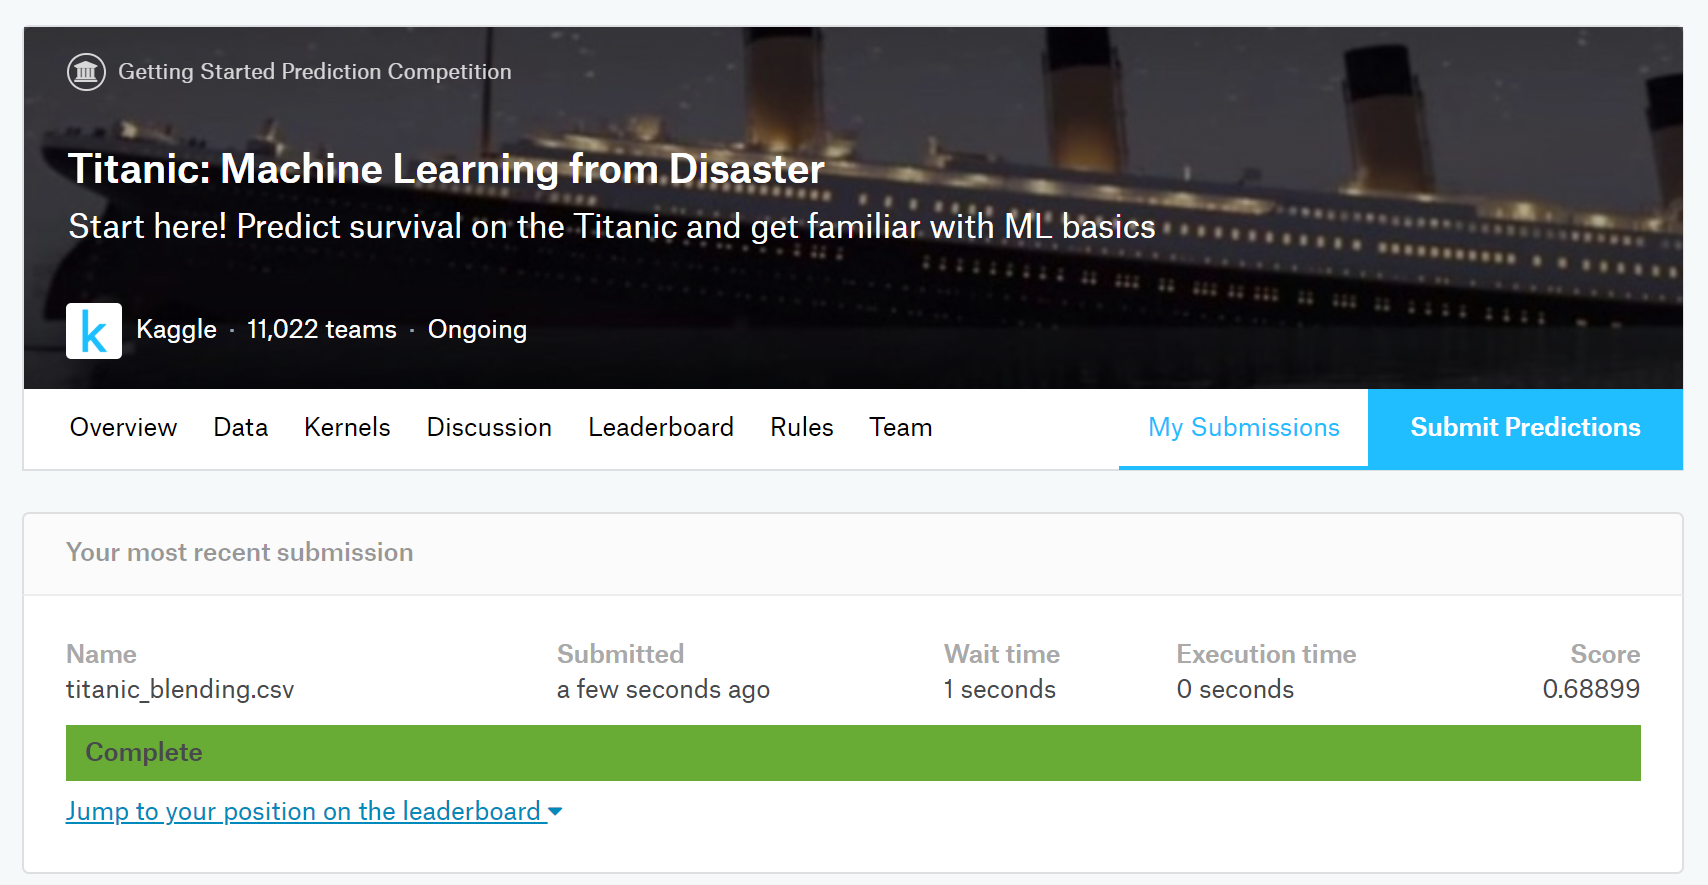 Getting Started Prediction Competition
Titanic: Machine Learning from Disaster
Start here! Predict survival on the Titanic and get familiar with ML basics
k Kaggle · 11,022 teams · Ongoing
Overview Data Kernels Discussion Leaderboard Rules Team My Submissions Submit Predictions
Your most recent submission
Name Submitted Wait time Execution time Score
titanic_blending.csv a few seconds ago 1 seconds 0 seconds 0.68899
Complete
Jump to your position on the leaderboard